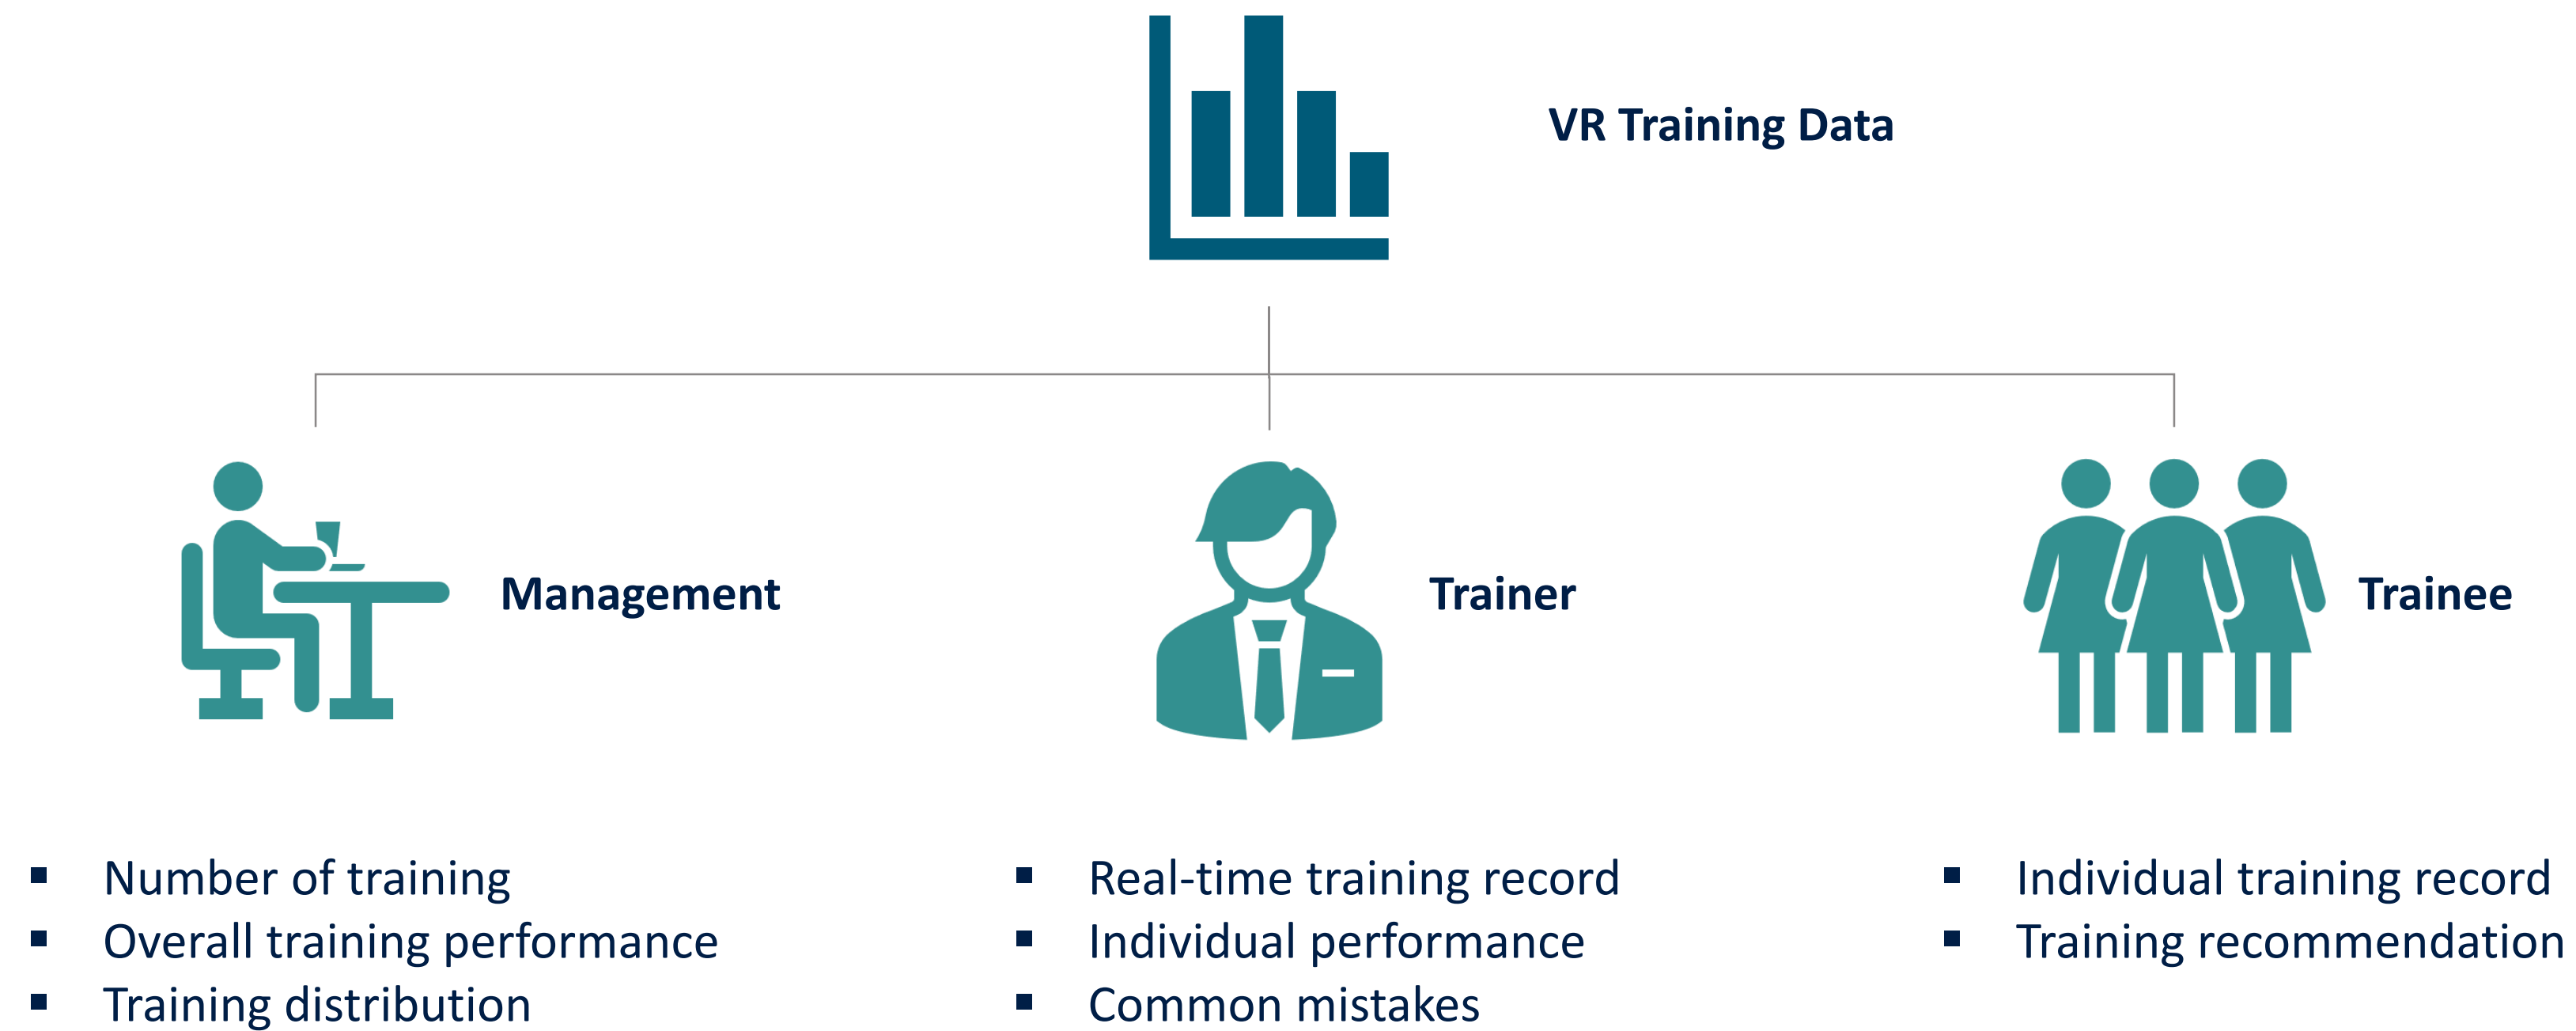 VR Training Data
Management
Trainer
Trainee
▪ Number of training
▪ Overall training performance
▪ Training distribution
▪ Real-time training record
▪ Individual performance
▪ Common mistakes
▪ Individual training record
▪ Training recommendation